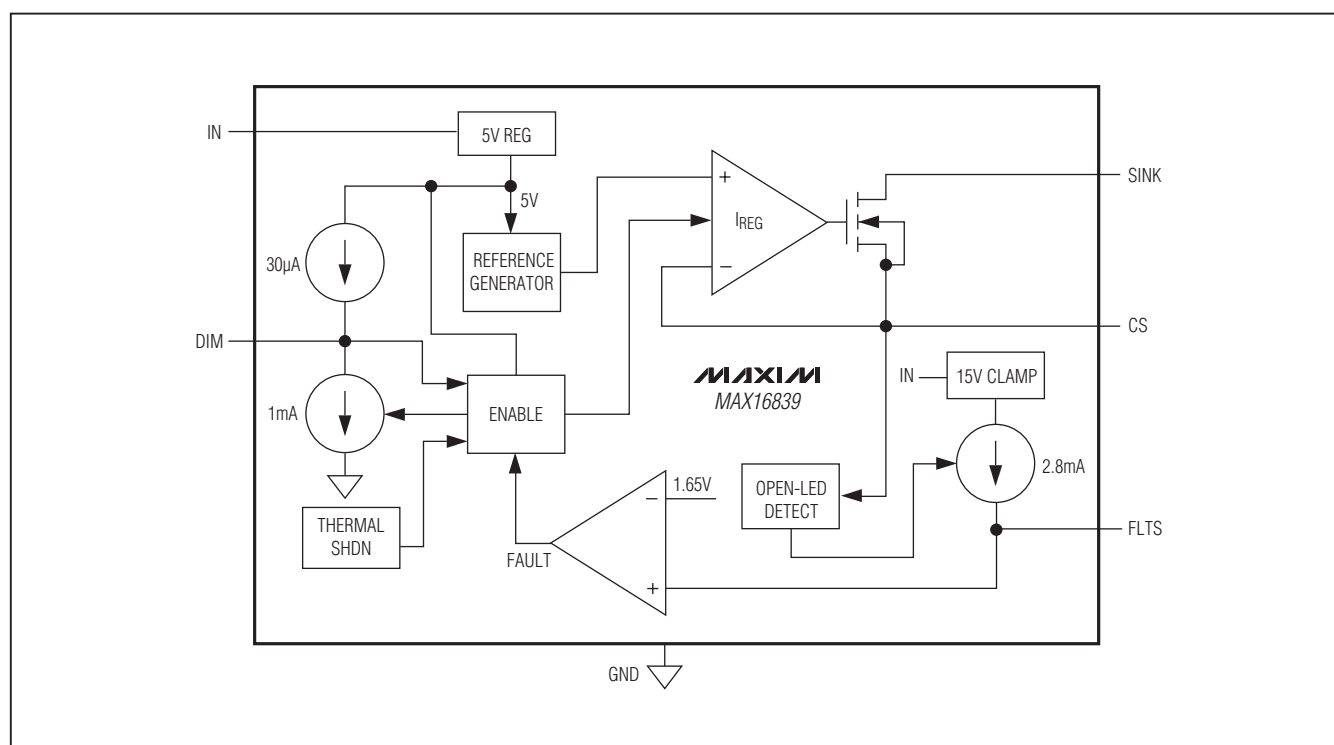 IN
5V REG
5V
30µA
REFERENCE
GENERATOR
+
IREG
−
SINK
DIM
CS
MAXIM
MAX16839
IN
15V CLAMP
1mA
ENABLE
2.8mA
1.65V
−
OPEN-LED
DETECT
THERMAL
SHDN
FAULT
+
FLTS
GND